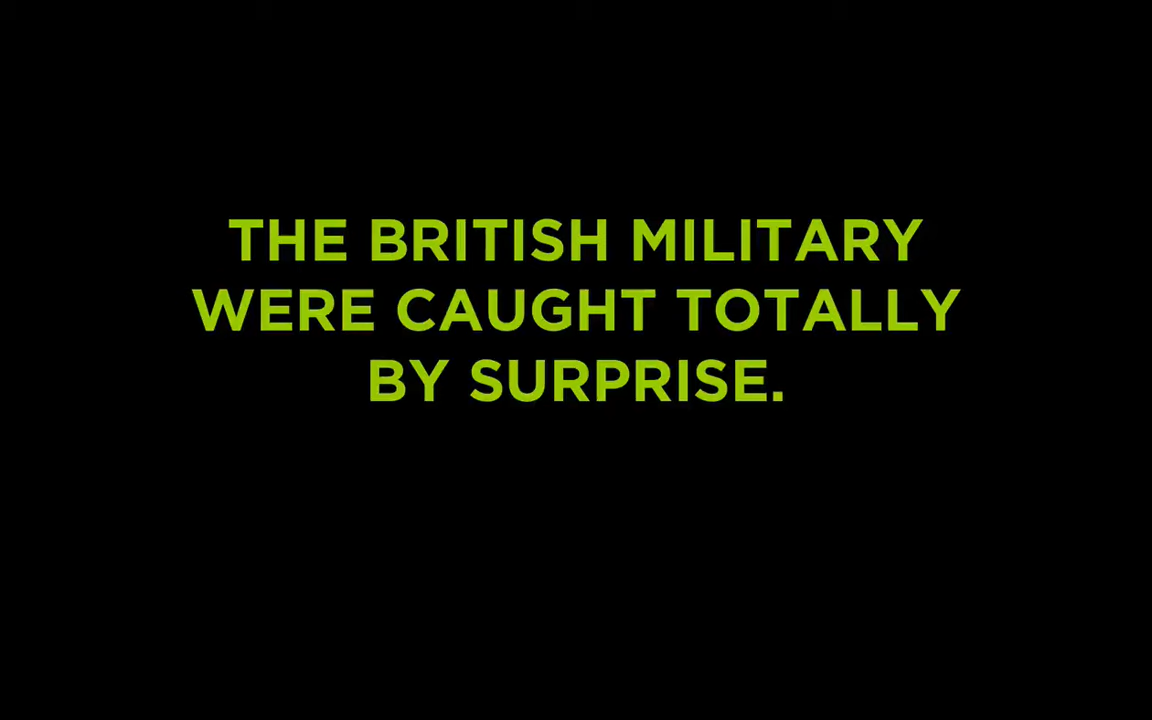 THE BRITISH MILITARY
WERE CAUGHT TOTALLY
BY SURPRISE.